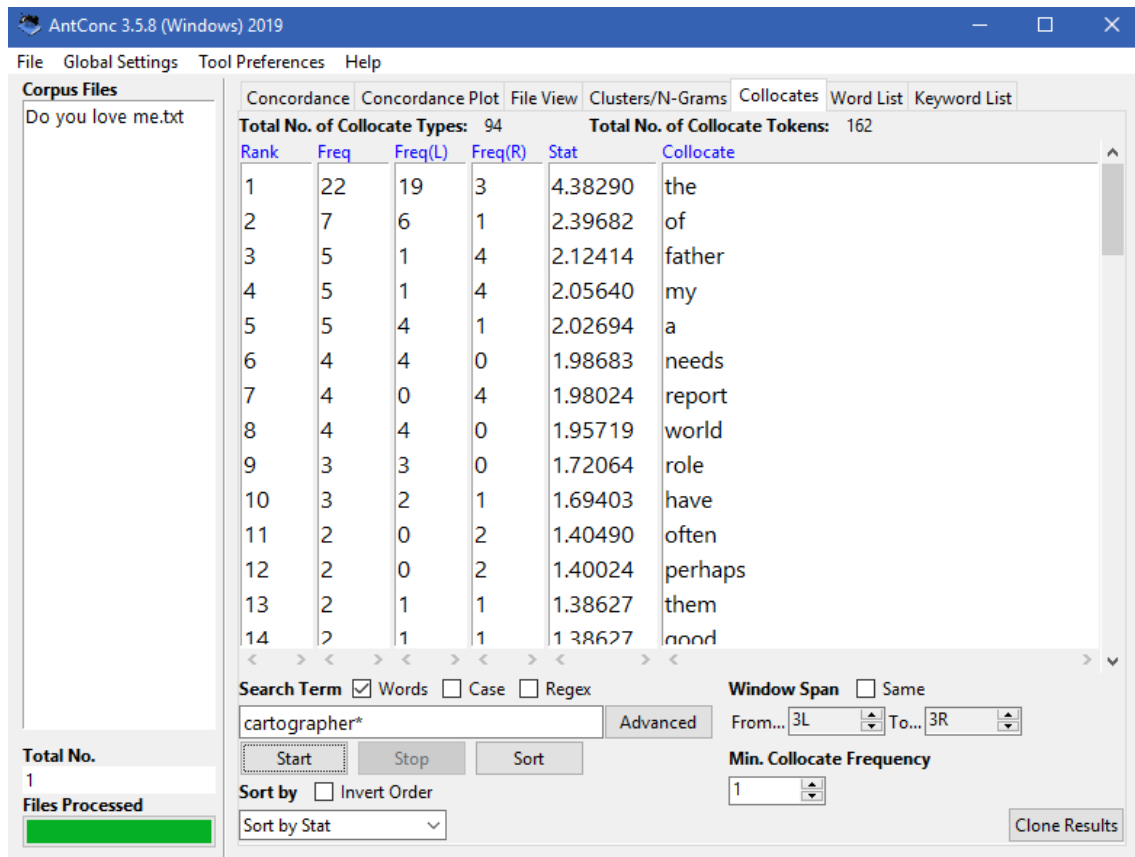 AntConc 3.5.8 (Windows) 2019
File Global Settings Tool Preferences Help
Corpus Files
Do you love me.txt
Concordance Concordance Plot File View Clusters/N-Grams Collocates Word List Keyword List
Total No. of Collocate Types: 94 Total No. of Collocate Tokens: 162
Rank Freq Freq(L) Freq(R) Stat Collocate
1 22 19 3 4.38290 the
2 7 6 1 2.39682 of
3 5 1 4 2.12414 father
4 5 1 4 2.05640 my
5 5 4 1 2.02694 a
6 4 4 0 1.98683 needs
7 4 0 4 1.98024 report
8 4 4 0 1.95719 world
9 3 3 0 1.72064 role
10 3 2 1 1.69403 have
11 2 0 2 1.40490 often
12 2 0 2 1.40024 perhaps
13 2 1 1 1.38627 them
14 2 1 1 1.38627 good
Search Term Words Case Regex Window Span Same
cartographer* Advanced From... 3L To... 3R
Start Stop Sort Min. Collocate Frequency
Sort by Invert Order 1
Sort by Stat Clone Results
Total No.
1
Files Processed